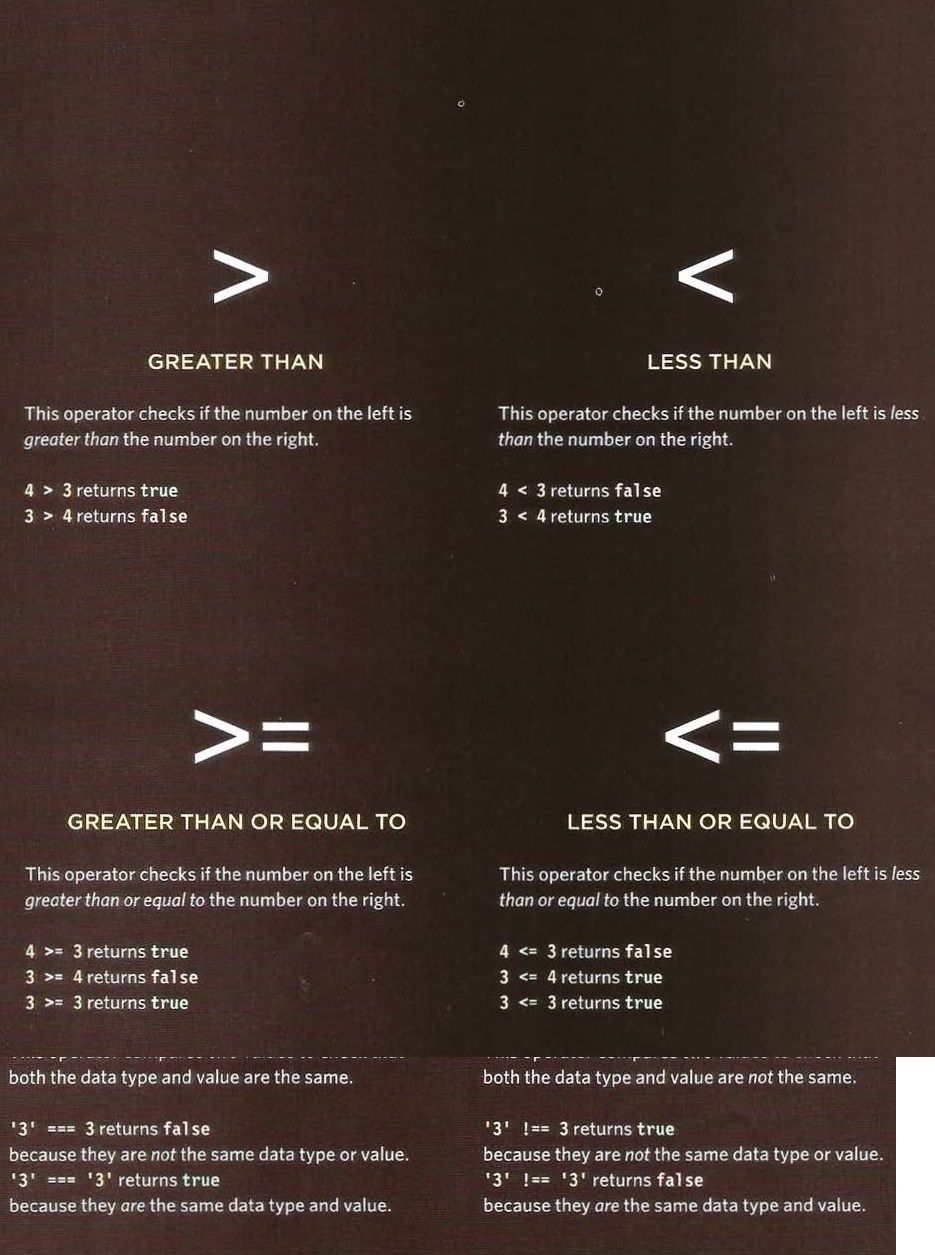 >
GREATER THAN
This operator checks if the number on the left is
greater than the number on the right.
4 > 3 returns true
3 > 4 returns false
<
LESS THAN
This operator checks if the number on the left is less
than the number on the right.
4 < 3 returns false
3 < 4 returns true
>=
GREATER THAN OR EQUAL TO
This operator checks if the number on the left is
greater than or equal to the number on the right.
4 >= 3 returns true
3 >= 4 returns false
3 >= 3 returns true
<=
LESS THAN OR EQUAL TO
This operator checks if the number on the left is less
than or equal to the number on the right.
4 <= 3 returns false
3 <= 4 returns true
3 <= 3 returns true
both the data type and value are the same.
'3' === 3 returns false
because they are not the same data type or value.
'3' === '3' returns true
because they are the same data type and value.
both the data type and value are not the same.
'3' !== 3 returns true
because they are not the same data type or value.
'3' !== '3' returns false
because they are the same data type and value.